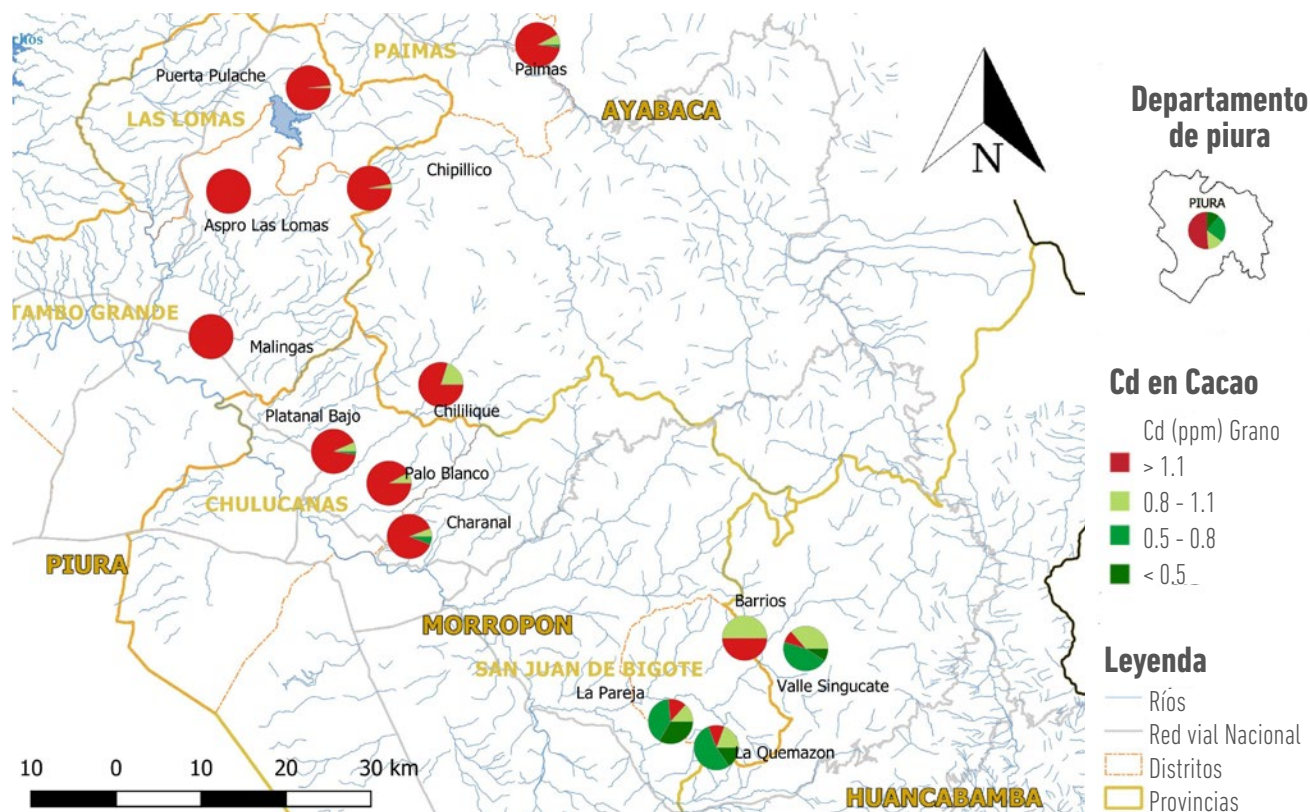 chos
PAIMAS
Paimas
Puerta Pulache
LAS LOMAS
AYABACA
Chipillico
Aspro Las Lomas
N
TAMBO GRANDE
Malingas
Chililique
Platanal Bajo
Palo Blanco
CHULUCANAS
Charanal
PIURA
Barrios
MORROPON
SAN JUAN DE BIGOTE
Valle Singucate
La Pareja
La Quemazon
HUANCABAMBA
10 0 10 20 30 km
Departamento
de piura
PIURA
Cd en Cacao
Cd (ppm) Grano
> 1.1
0.8 - 1.1
0.5 - 0.8
< 0.5
Leyenda
Ríos
Red vial Nacional
Distritos
Provincias